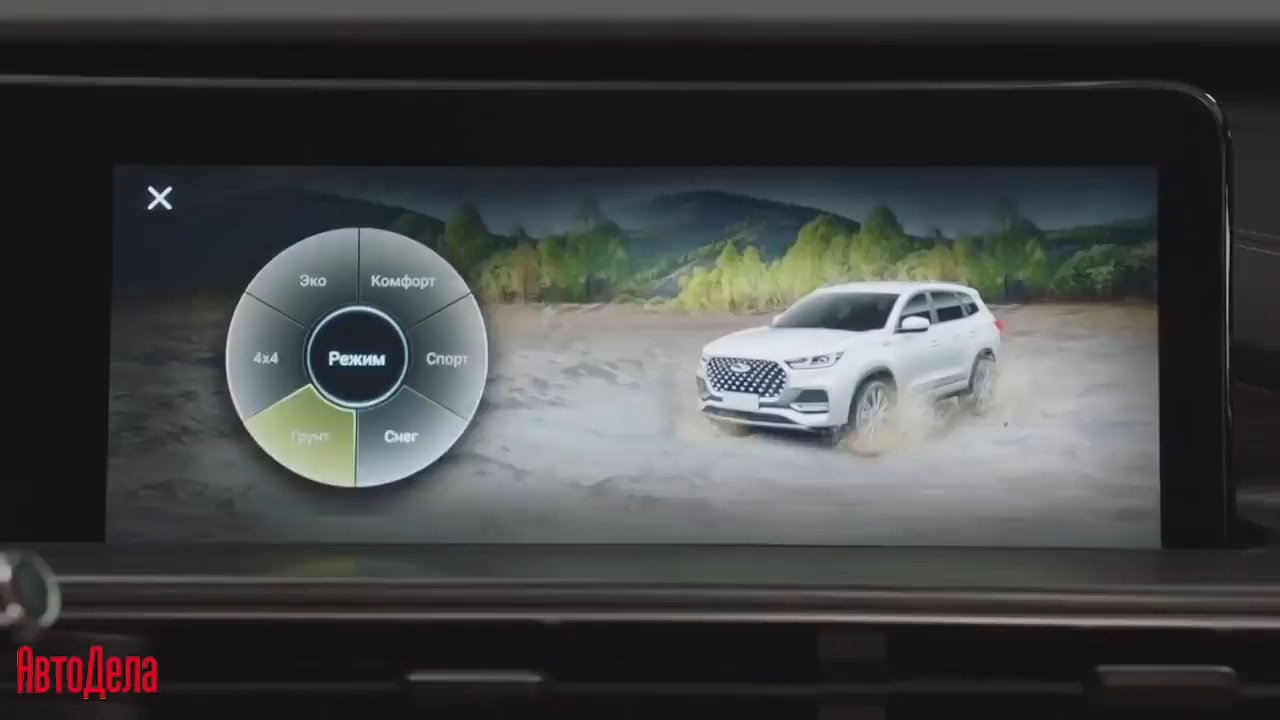 Эко
Комфорт
4x4
Режим
Спорт
Грунт
Снег
АвтоДела